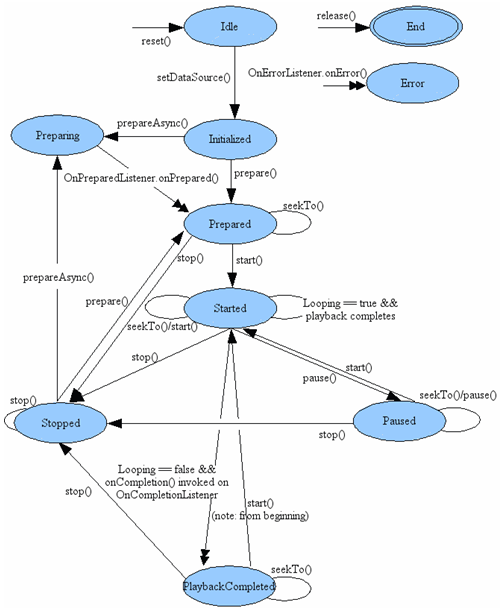 Idle
release()
End
reset()
setDataSource()
OnErrorListener.onError()
Error
Preparing
prepareAsync()
Initialized
OnPreparedListener.onPrepared()
prepare()
Prepared
seekTo()
stop()
start()
prepareAsync()
prepare()
Started
Looping == true &&
playback completes
seekTo()/start()
stop()
start()
pause()
stop()
Stopped
seekTo()/pause()
Paused
stop()
Looping == false &&
onCompletion() invoked on
OnCompletionListener
stop()
start()
(note: from beginning)
PlaybackCompleted
seekTo()